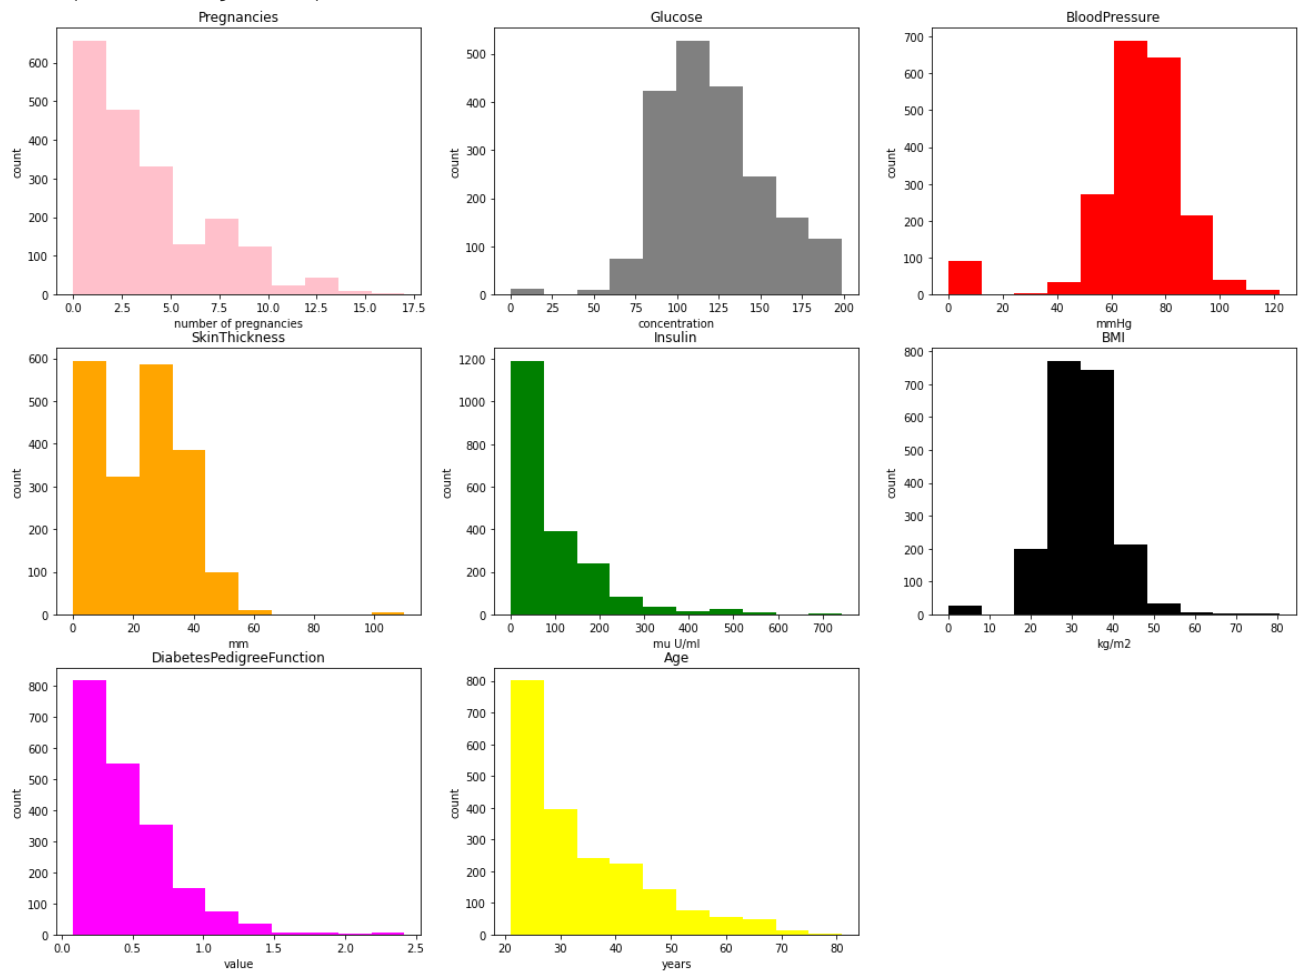 Pregnancies
600
500
400
300
200
100
0
count
0.0 2.5 5.0 7.5 10.0 12.5 15.0 17.5
number of pregnancies
Glucose
500
400
300
200
100
0
count
0 25 50 75 100 125 150 175 200
concentration
BloodPressure
700
600
500
400
300
200
100
0
count
0 20 40 60 80 100 120
mmHg
SkinThickness
600
500
400
300
200
100
0
count
0 20 40 60 80 100
mm
Insulin
1200
1000
800
600
400
200
0
count
0 100 200 300 400 500 600 700
mu U/ml
BMI
800
700
600
500
400
300
200
100
0
count
0 10 20 30 40 50 60 70 80
kg/m2
DiabetesPedigreeFunction
800
700
600
500
400
300
200
100
0
count
0.0 0.5 1.0 1.5 2.0 2.5
value
Age
800
700
600
500
400
300
200
100
0
count
20 30 40 50 60 70 80
years